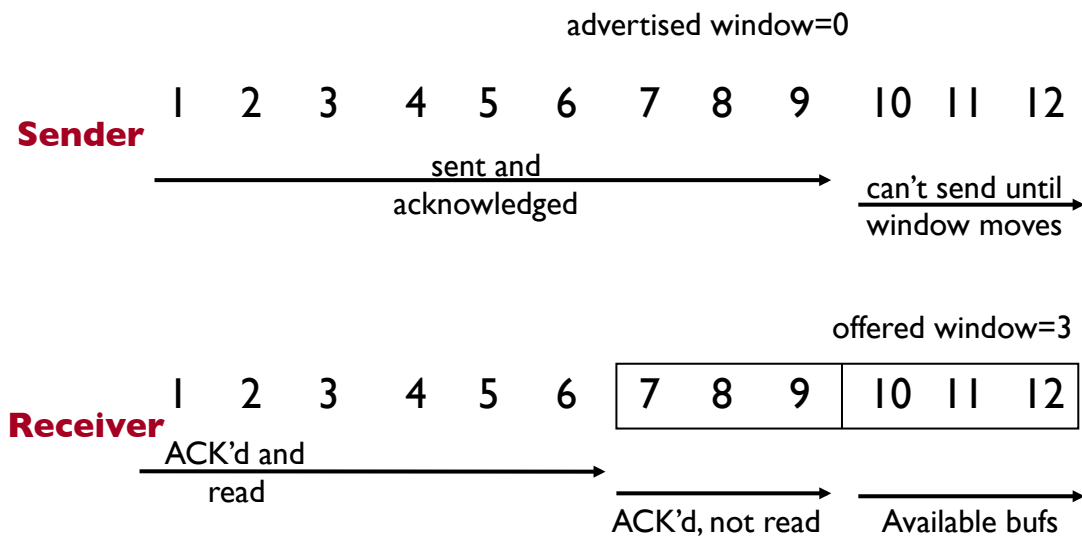 advertised window=0
1 2 3 4 5 6 7 8 9 10 11 12
Sender
sent and
acknowledged
can't send until
window moves
offered window=3
1 2 3 4 5 6 7 8 9 10 11 12
Receiver
ACK'd and
read
ACK'd, not read
Available bufs